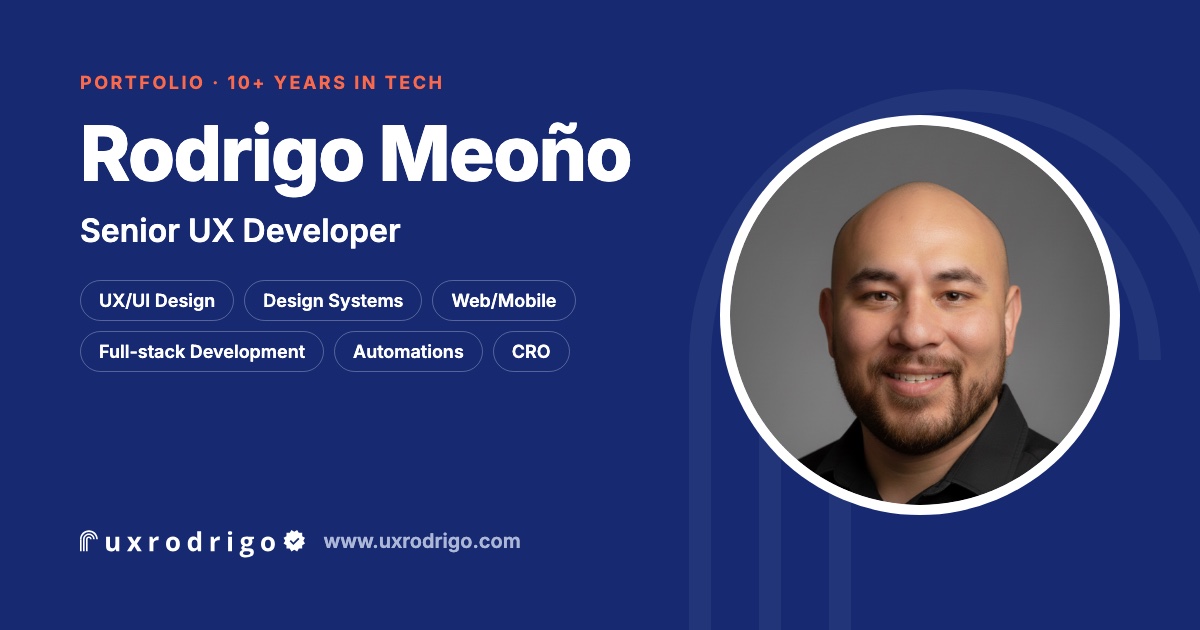 PORTFOLIO · 10+ YEARS IN TECH
Rodrigo Meoño
Senior UX Developer
UX/UI Design Design Systems Web/Mobile
Full-stack Development Automations CRO
uxrodrigo www.uxrodrigo.com